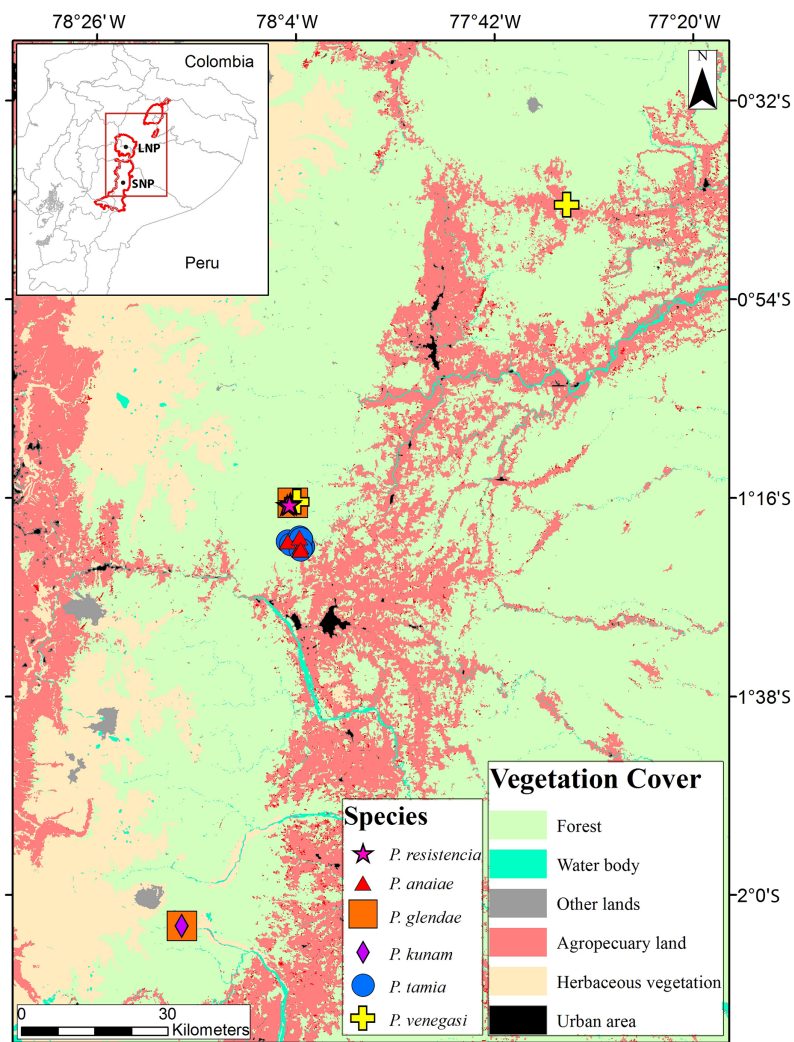 78°26'W 78°4'W 77°42'W 77°20'W
Colombia
LNP
SNP
Peru
N
0°32'S
0°54'S
1°16'S
1°38'S
2°0'S
Species
P. resistencia
P. anaiae
P. glendae
P. kunam
P. tamia
P. venegasi
Vegetation Cover
Forest
Water body
Other lands
Agropecuary land
Herbaceous vegetation
Urban area
0 30
Kilometers